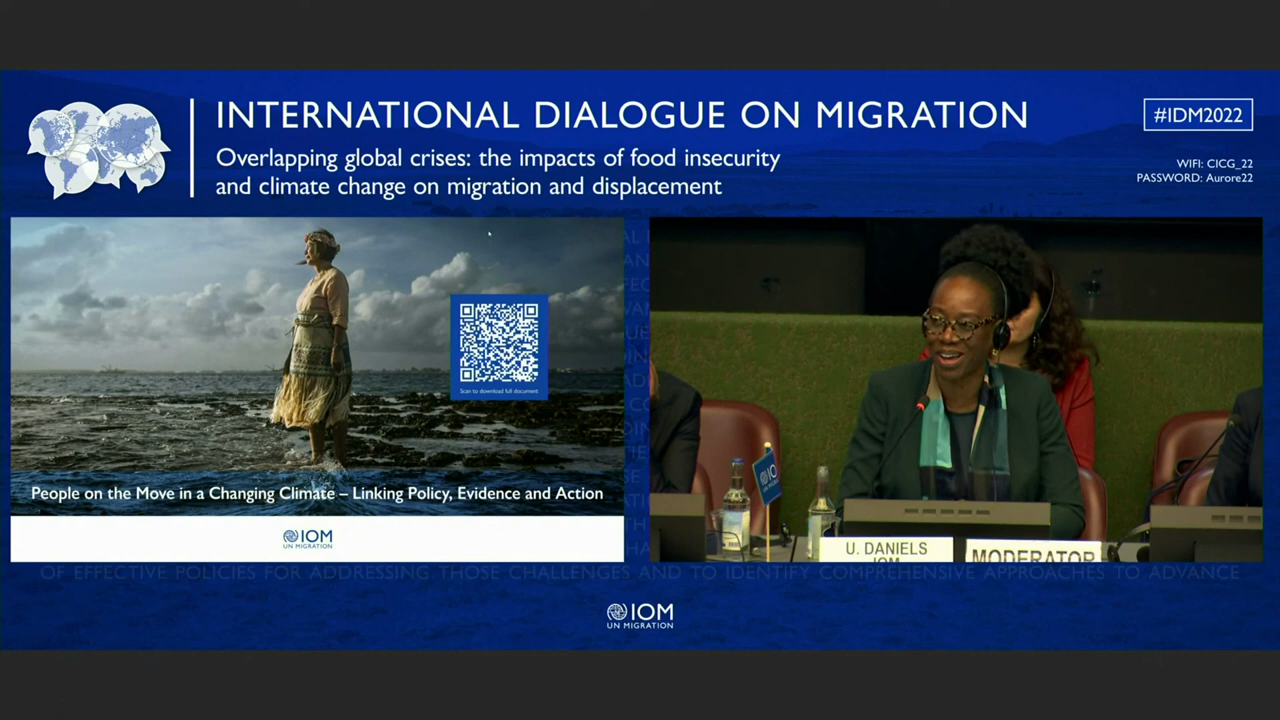 INTERNATIONAL DIALOGUE ON MIGRATION
Overlapping global crises: the impacts of food insecurity
and climate change on migration and displacement
#IDM2022
WIFI: CICG_22
PASSWORD: Aurore22
Scan to download full document
People on the Move in a Changing Climate – Linking Policy, Evidence and Action
IOM
UN MIGRATION
IO
U. DANIELS
IOM
MODERATOR
OF EFFECTIVE POLICIES FOR ADDRESSING THOSE CHALLENGES AND TO IDENTIFY COMPREHENSIVE APPROACHES TO ADVANCE
IOM
UN MIGRATION